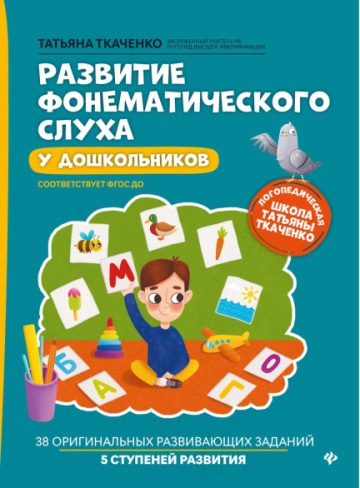 ТАТЬЯНА ТКАЧЕНКО
ЗАСЛУЖЕННЫЙ УЧИТЕЛЬ РФ,
ЛОГОПЕД ВЫСШЕЙ КВАЛИФИКАЦИИ
РАЗВИТИЕ
ФОНЕМАТИЧЕСКОГО
СЛУХА
У ДОШКОЛЬНИКОВ
СООТВЕТСТВУЕТ ФГОС ДО
ЛОГОПЕДИЧЕСКАЯ
ШКОЛА
ТАТЬЯНЫ
ТКАЧЕНКО
М
Б
А
Г
О
38 ОРИГИНАЛЬНЫХ РАЗВИВАЮЩИХ ЗАДАНИЙ
5 СТУПЕНЕЙ РАЗВИТИЯ